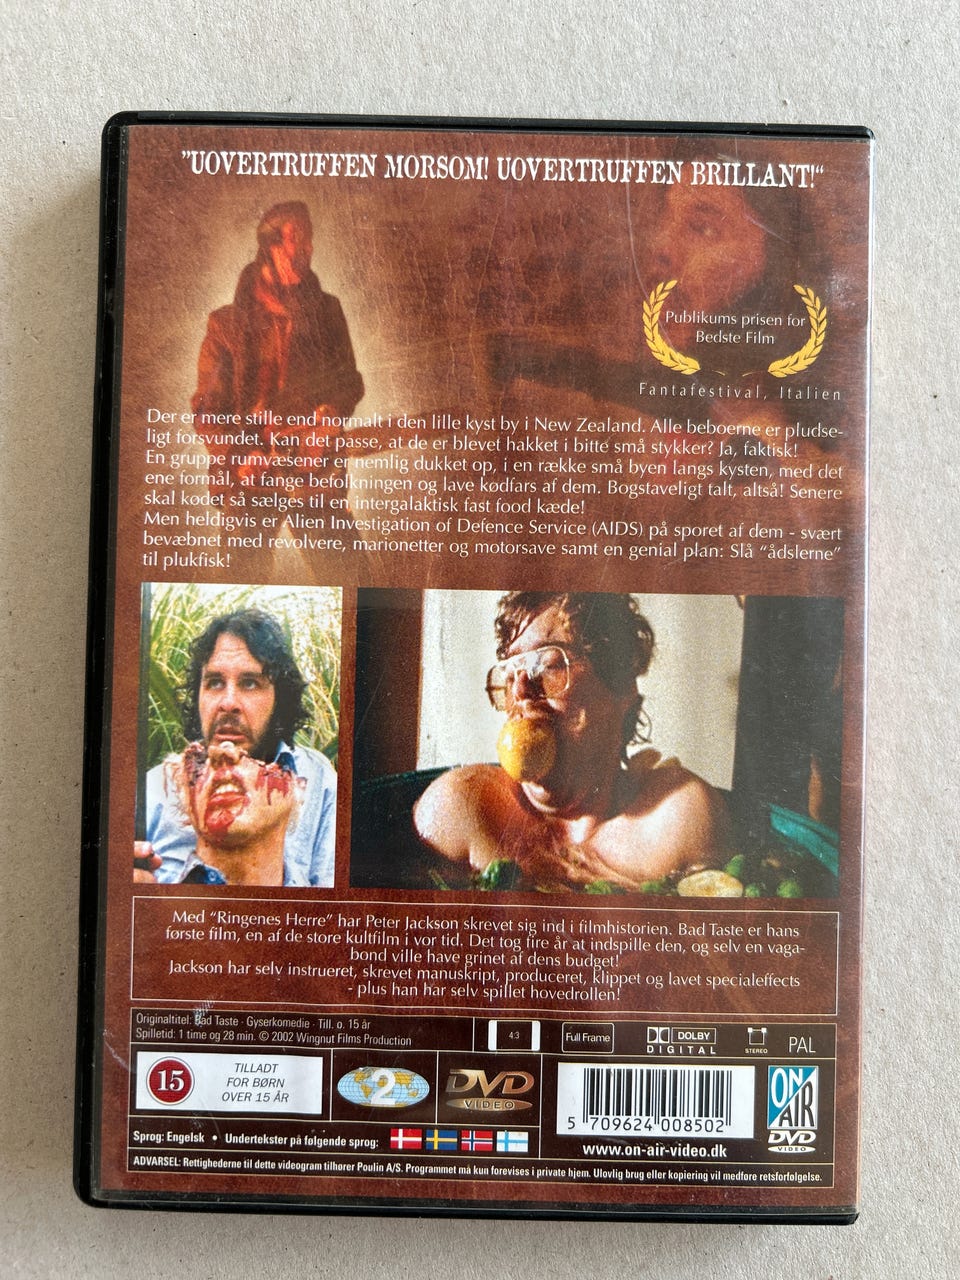 "UOVERTRUFFEN MORSOM! UOVERTRUFFEN BRILLANT!"
Publikums prisen for
Bedste Film
Fantafestival, Italien
Der er mere stille end normalt i den lille kyst by i New Zealand. Alle beboerne er pludse-
ligt forsvundet. Kan det passe, at de er blevet hakket i bitte små stykker? Ja, faktisk!
En gruppe rumvæsener er nemlig dukket op, i en række små byen langs kysten, med det
ene formål, at fange befolkningen og lave kødfars af dem. Bogstaveligt talt, altså! Senere
skal kødet så sælges til en intergalaktisk fast food kæde!
Men heldigvis er Alien Investigation of Defence Service (AIDS) på sporet af dem - svært
bevæbnet med revolvere, marionetter og motorsave samt en genial plan: Slå "ådslerne"
til plukfisk!
Med "Ringenes Herre" har Peter Jackson skrevet sig ind i filmhistorien. Bad Taste er hans
første film, en af de store kultfilm i vor tid. Det tog fire år at indspille den, og selv en vaga-
bond ville have grinet af dens budget!
Jackson har selv instrueret, skrevet manuskript, produceret, klippet og lavet specialeffects
- plus han har selv spillet hovedrollen!
Originaltitel: Bad Taste - Gyserkomedie - Till. o. 15 år
Spilletid: 1 time og 28 min. © 2002 Wingnut Films Production
4:3
Full Frame
DOLBY
DIGITAL
STEREO
PAL
15
TILLADT
FOR BØRN
OVER 15 ÅR
2
DVD
VIDEO
5 709624 008502
www.on-air-video.dk
ON
AIR
DVD
VIDEO
Sprog: Engelsk • Undertekster på følgende sprog:
ADVARSEL: Rettighederne til dette videogram tilhører Poulin A/S. Programmet må kun forevises i private hjem. Ulovlig brug eller kopiering vil medføre retsforfølgelse.